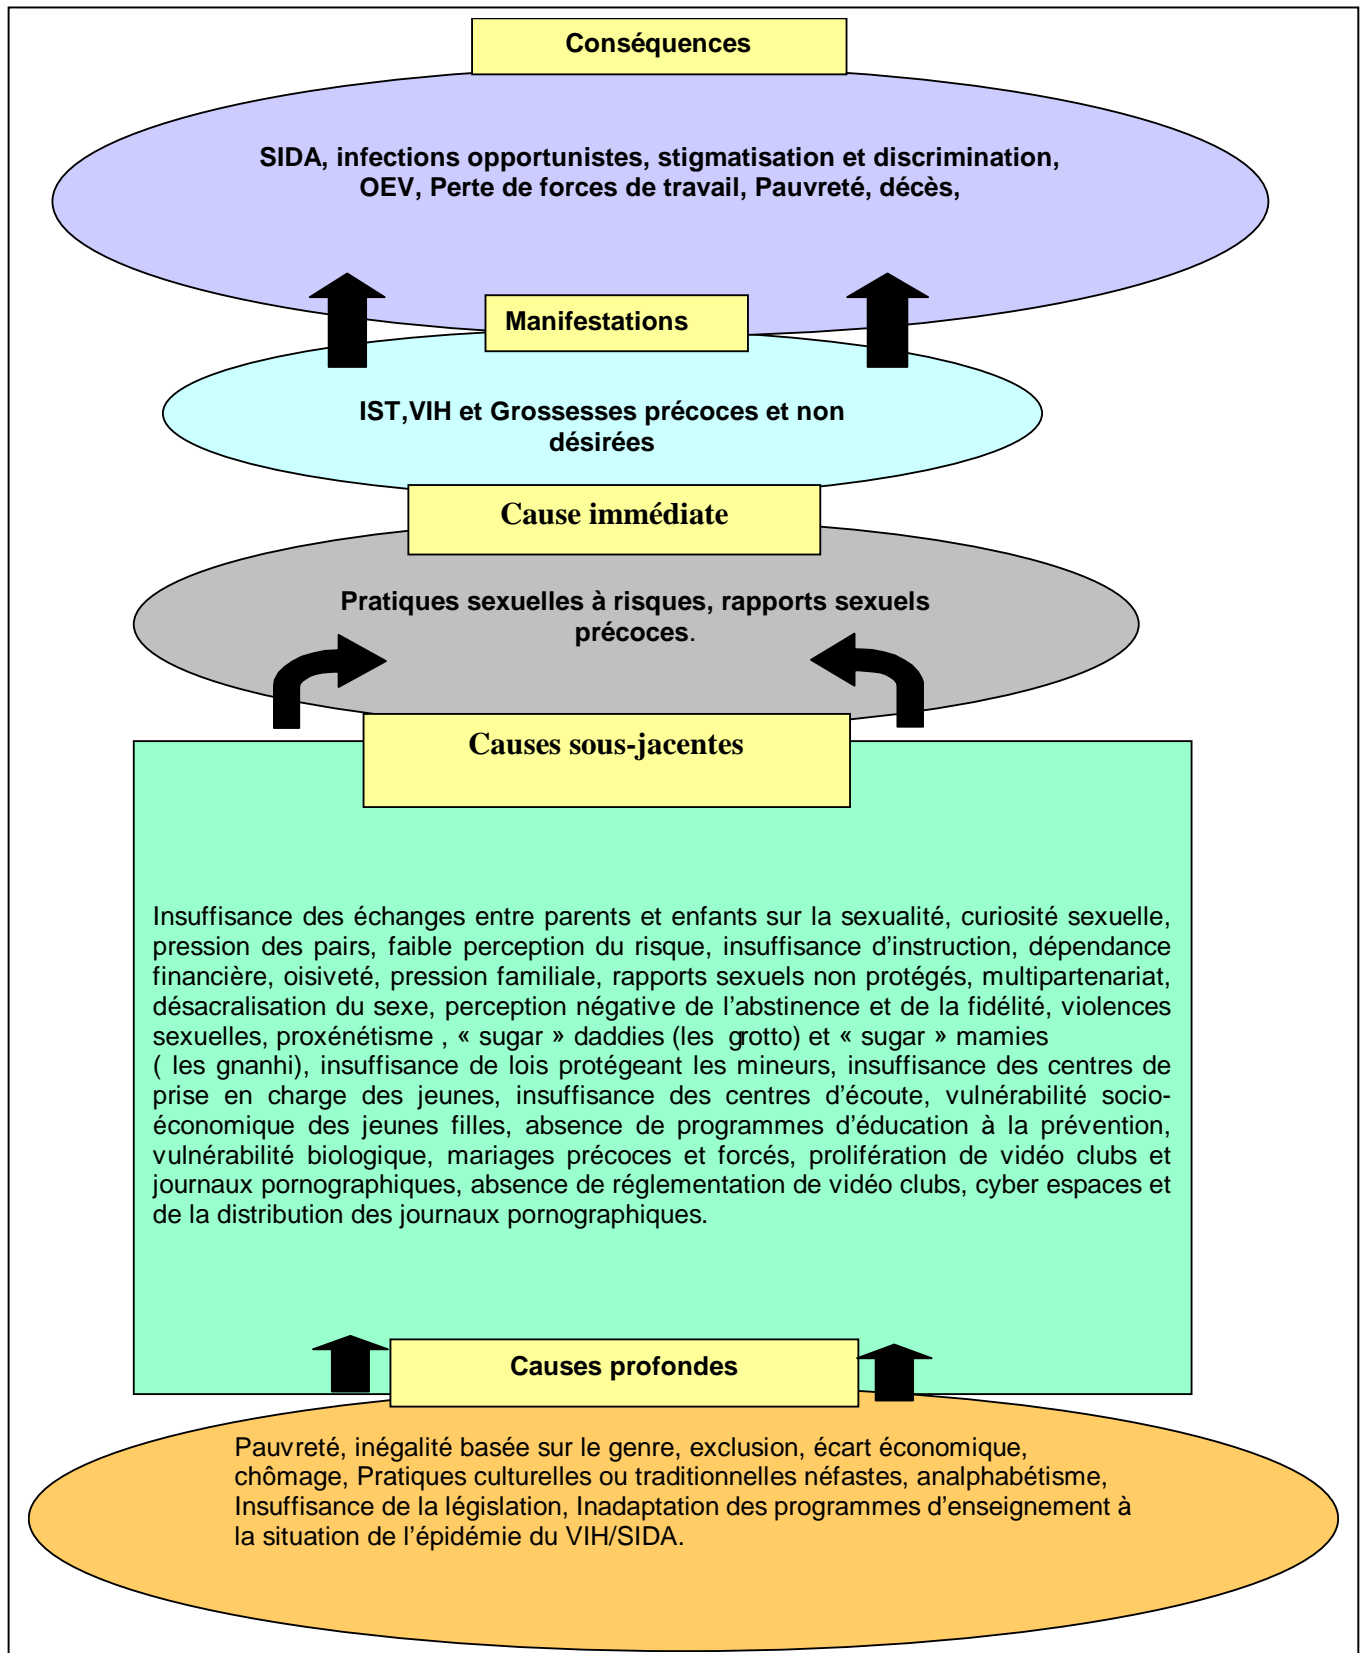 Conséquences
SIDA, infections opportunistes, stigmatisation et discrimination,
OEV, Perte de forces de travail, Pauvreté, décès,
Manifestations
IST,VIH et Grossesses précoces et non
désirées
Cause immédiate
Pratiques sexuelles à risques, rapports sexuels
précoces.
Causes sous-jacentes
Insuffisance des échanges entre parents et enfants sur la sexualité, curiosité sexuelle,
pression des pairs, faible perception du risque, insuffisance d’instruction, dépendance
financière, oisiveté, pression familiale, rapports sexuels non protégés, multipartenariat,
désacralisation du sexe, perception négative de l’abstinence et de la fidélité, violences
sexuelles, proxénétisme , « sugar » daddies (les grotto) et « sugar » mamies
( les gnanhi), insuffisance de lois protégeant les mineurs, insuffisance des centres de
prise en charge des jeunes, insuffisance des centres d’écoute, vulnérabilité socio-
économique des jeunes filles, absence de programmes d’éducation à la prévention,
vulnérabilité biologique, mariages précoces et forcés, prolifération de vidéo clubs et
journaux pornographiques, absence de réglementation de vidéo clubs, cyber espaces et
de la distribution des journaux pornographiques.
Causes profondes
Pauvreté, inégalité basée sur le genre, exclusion, écart économique,
chômage, Pratiques culturelles ou traditionnelles néfastes, analphabétisme,
Insuffisance de la législation, Inadaptation des programmes d’enseignement à
la situation de l’épidémie du VIH/SIDA.